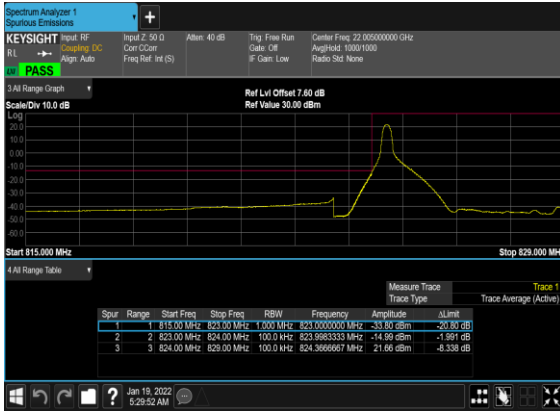 Spectrum Analyzer 1
Spurious Emissions
+
KEYSIGHT Input: RF Input Z: 50 Ω Atten: 40 dB Trig: Free Run Center Freq: 22.005000000 GHz
RL Coupling: DC Corr CCorr Gate: Off Avg|Hold: 1000/1000
Align: Auto Freq Ref: Int (S) IF Gain: Low Radio Std: None
PASS
3 All Range Graph
Ref Lvl Offset 7.60 dB
Scale/Div 10.0 dB Ref Value 30.00 dBm
Log
20.0
10.0
0.00
-10.0
-20.0
-30.0
-40.0
-50.0
-60.0
Start 815.000 MHz Stop 829.000 MH
4 All Range Table
Measure Trace Trace 1
Trace Type Trace Average (Active)
Spur Range Start Freq Stop Freq RBW Frequency Amplitude ΔLimit
1 1 815.00 MHz 823.00 MHz 1.000 MHz 823.0000000 MHz -33.80 dBm -20.80 dB
2 2 823.00 MHz 824.00 MHz 100.0 kHz 823.9983333 MHz -14.99 dBm -1.991 dB
3 3 824.00 MHz 829.00 MHz 100.0 kHz 824.3666667 MHz 21.66 dBm -8.338 dB
?
Jan 19, 2022
5:29:52 AM